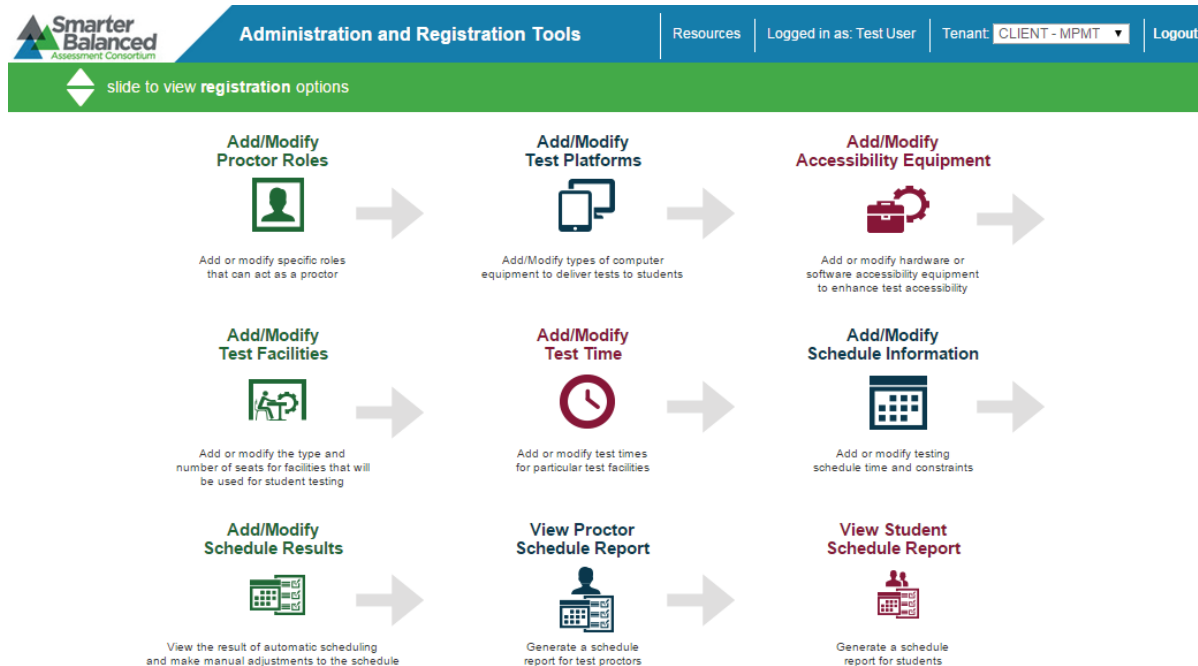 Smarter
Balanced
Assessment Consortium
Administration and Registration Tools
Resources
Logged in as: Test User
Tenant: CLIENT - MPMT
Logout
slide to view registration options
Add/Modify
Proctor Roles
Add or modify specific roles
that can act as a proctor
Add/Modify
Test Platforms
Add/Modify types of computer
equipment to deliver tests to students
Add/Modify
Accessibility Equipment
Add or modify hardware or
software accessibility equipment
to enhance test accessibility
Add/Modify
Test Facilities
Add or modify the type and
number of seats for facilities that will
be used for student testing
Add/Modify
Test Time
Add or modify test times
for particular test facilities
Add/Modify
Schedule Information
Add or modify testing
schedule time and constraints
Add/Modify
Schedule Results
View the result of automatic scheduling
and make manual adjustments to the schedule
View Proctor
Schedule Report
Generate a schedule
report for test proctors
View Student
Schedule Report
Generate a schedule
report for students